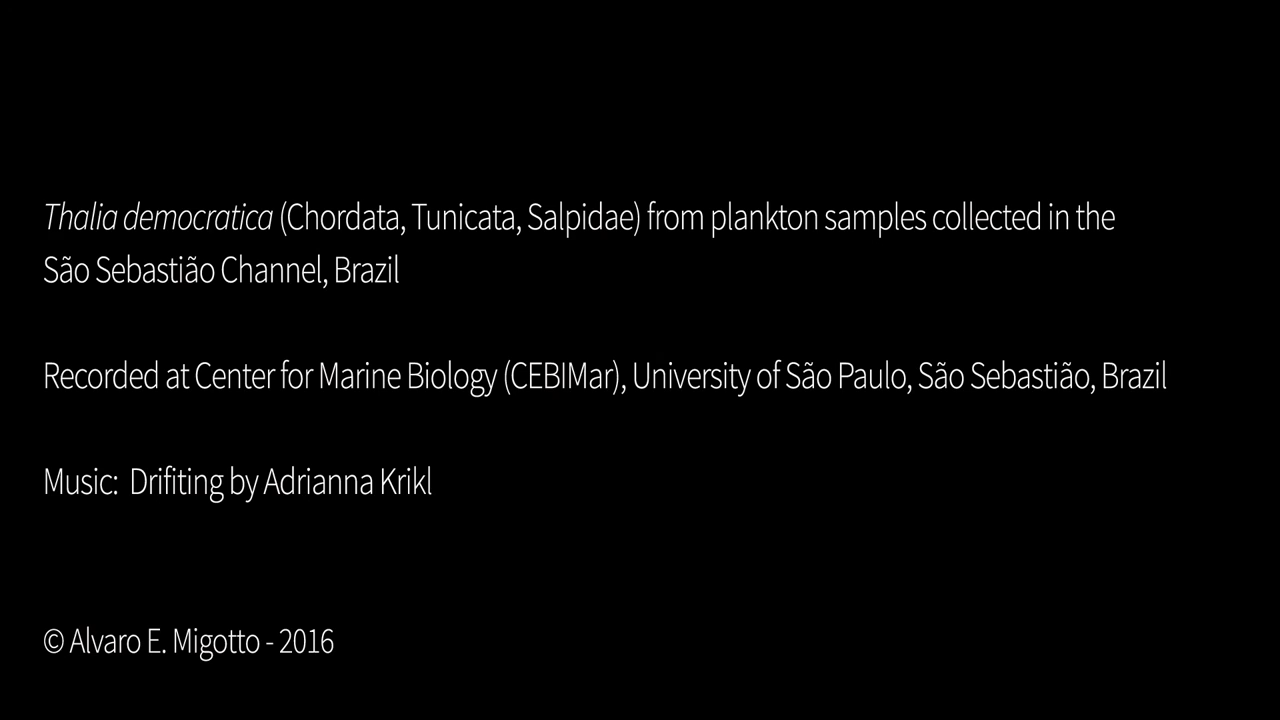 Thalia democratica (Chordata, Tunicata, Salpidae) from plankton samples collected in the
São Sebastião Channel, Brazil
Recorded at Center for Marine Biology (CEBIMar), University of São Paulo, São Sebastião, Brazil
Music: Drifiting by Adrianna Krikl
© Alvaro E. Migotto - 2016